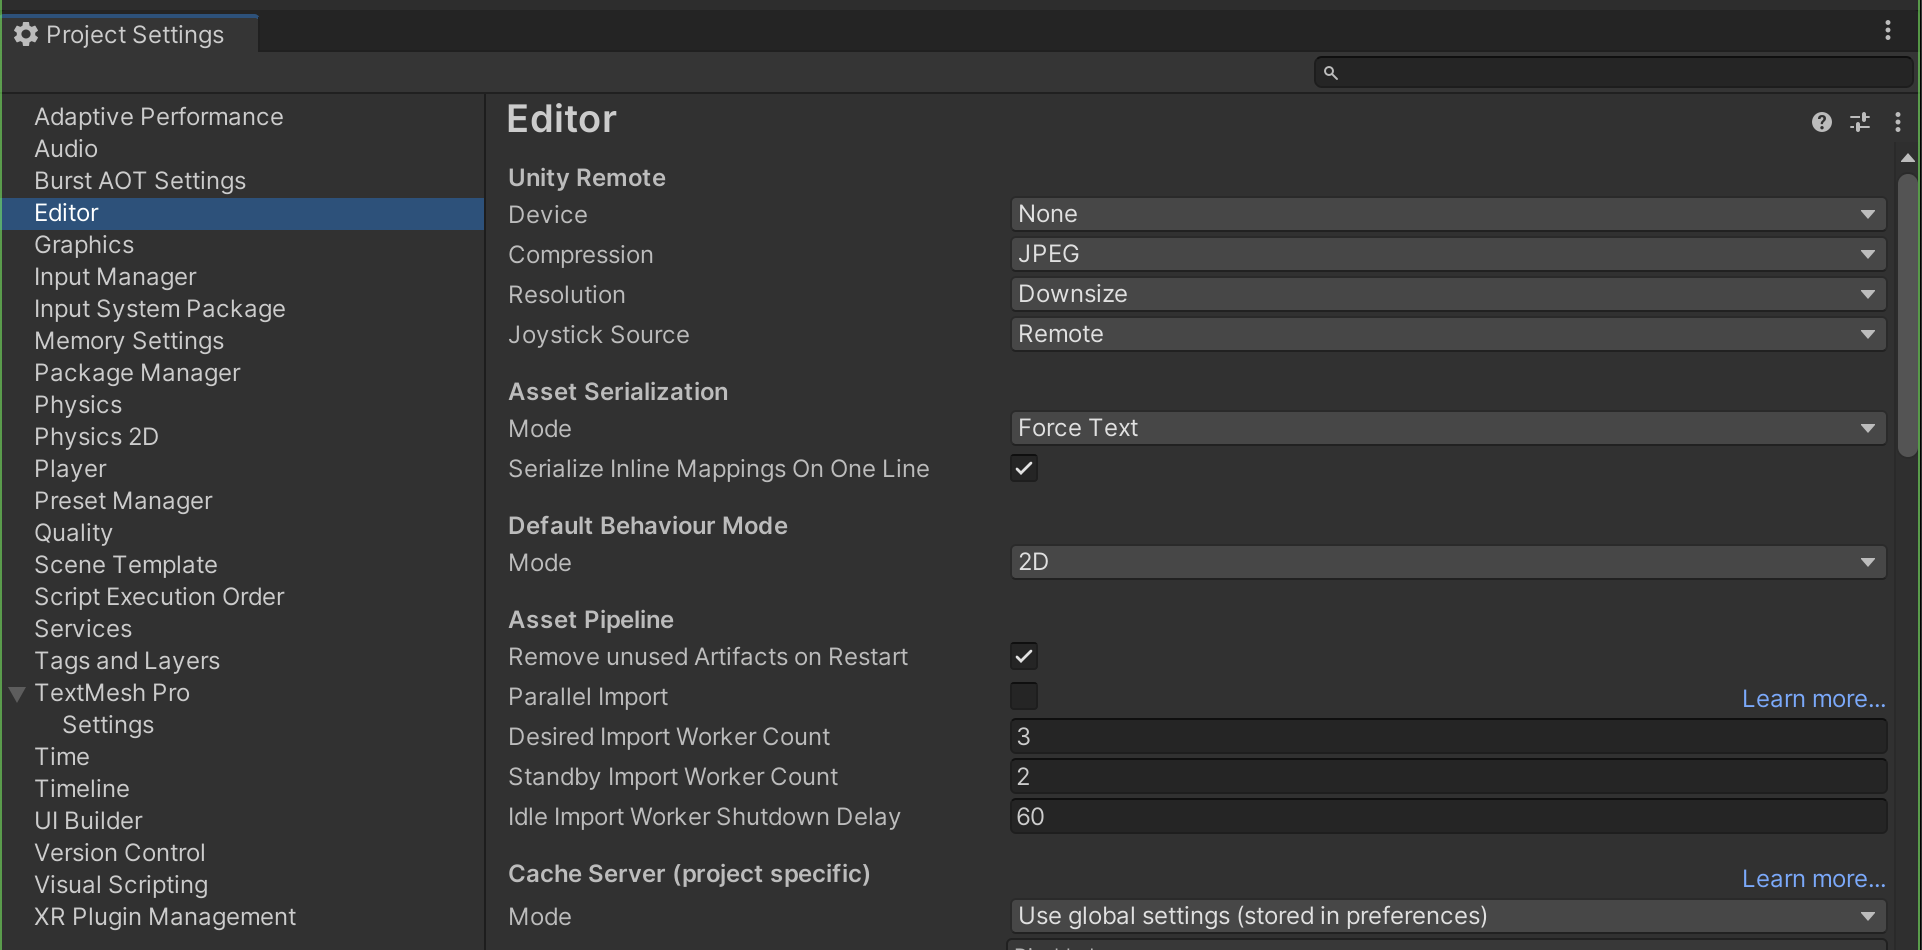 Project Settings
Adaptive Performance
Audio
Burst AOT Settings
Editor
Graphics
Input Manager
Input System Package
Memory Settings
Package Manager
Physics
Physics 2D
Player
Preset Manager
Quality
Scene Template
Script Execution Order
Services
Tags and Layers
TextMesh Pro
Settings
Time
Timeline
UI Builder
Version Control
Visual Scripting
XR Plugin Management
Editor
Unity Remote
Device None
Compression JPEG
Resolution Downsize
Joystick Source Remote
Asset Serialization
Mode Force Text
Serialize Inline Mappings On One Line
Default Behaviour Mode
Mode 2D
Asset Pipeline
Remove unused Artifacts on Restart
Parallel Import Learn more...
Desired Import Worker Count 3
Standby Import Worker Count 2
Idle Import Worker Shutdown Delay 60
Cache Server (project specific) Learn more...
Mode Use global settings (stored in preferences)